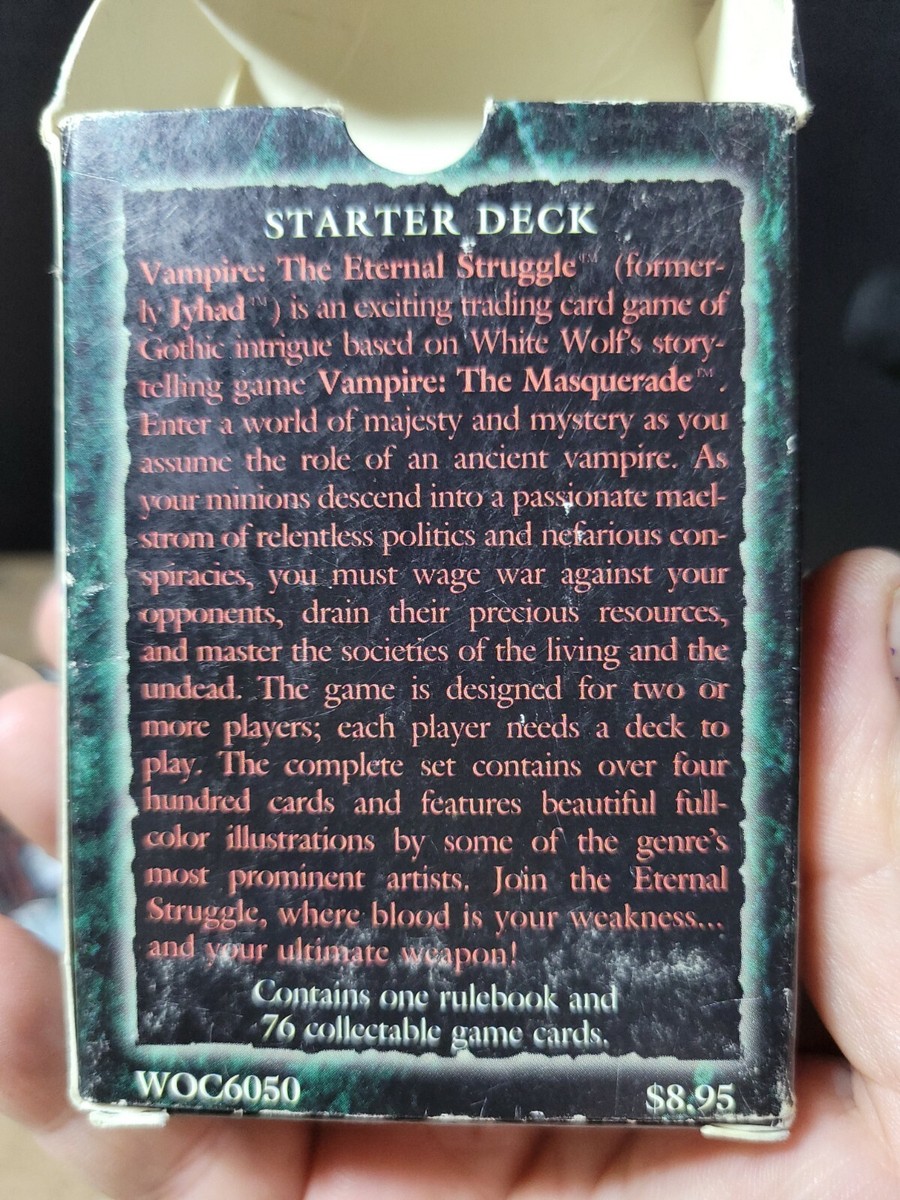 STARTER DECK
Vampire: The Eternal Struggle™ (former-
ly Jyhad™) is an exciting trading card game of
Gothic intrigue based on White Wolf's story-
telling game Vampire: The Masquerade™.
Enter a world of majesty and mystery as you
assume the role of an ancient vampire. As
your minions descend into a passionate mael-
strom of relentless politics and nefarious con-
spiracies, you must wage war against your
opponents, drain their precious resources,
and master the societies of the living and the
undead. The game is designed for two or
more players; each player needs a deck to
play. The complete set contains over four
hundred cards and features beautiful full-
color illustrations by some of the genre's
most prominent artists. Join the Eternal
Struggle, where blood is your weakness...
and your ultimate weapon!
Contains one rulebook and
76 collectable game cards.
WOC6050
$8.95